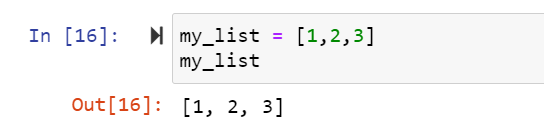 In [16]: my_list = [1,2,3]
my_list
Out[16]: [1, 2, 3]